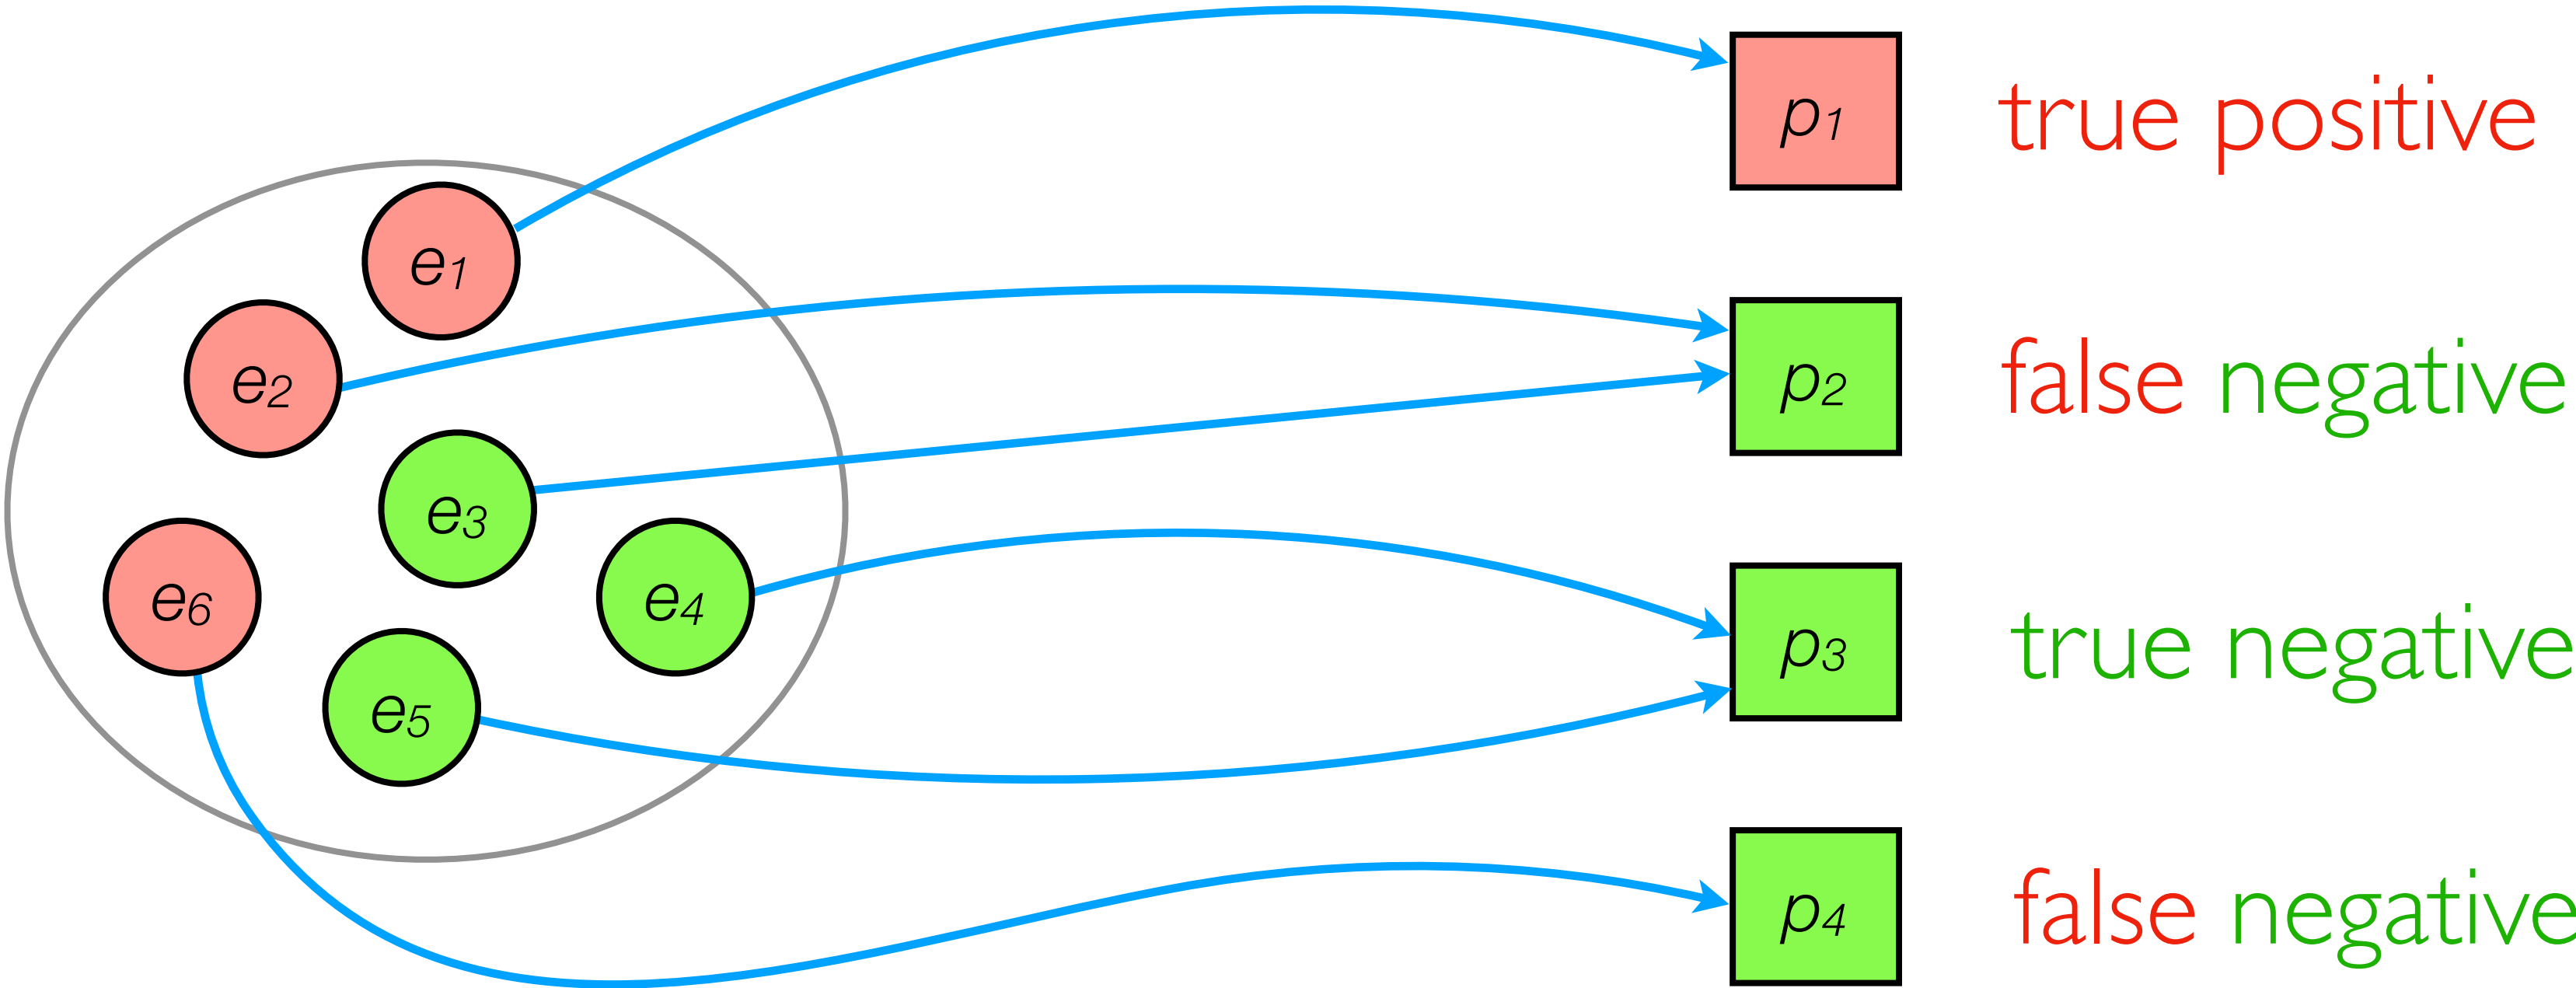 p1 true positive
e1
e2 p2 false negative
e3
e6 e4 p3 true negative
e5
p4 false negative